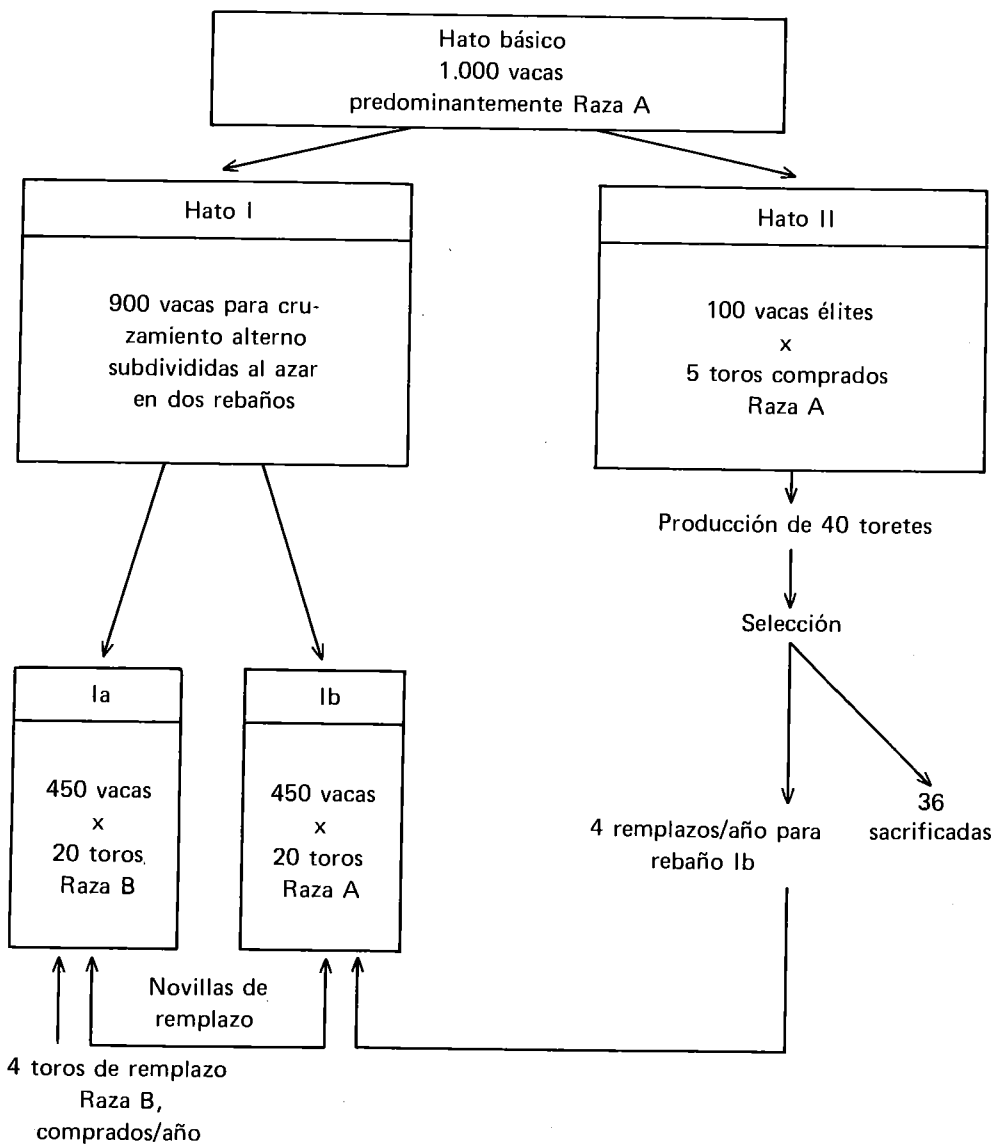 Hato básico
1.000 vacas
predominantemente Raza A
Hato I
900 vacas para cru-
zamiento alterno
subdivididas al azar
en dos rebaños
Hato II
100 vacas élites
x
5 toros comprados
Raza A
Producción de 40 toretes
Selección
4 remplazos/año para
rebaño Ib
36
sacrificadas
Ia
450 vacas
x
20 toros
Raza B
Ib
450 vacas
x
20 toros
Raza A
Novillas de
remplazo
4 toros de remplazo
Raza B,
comprados/año